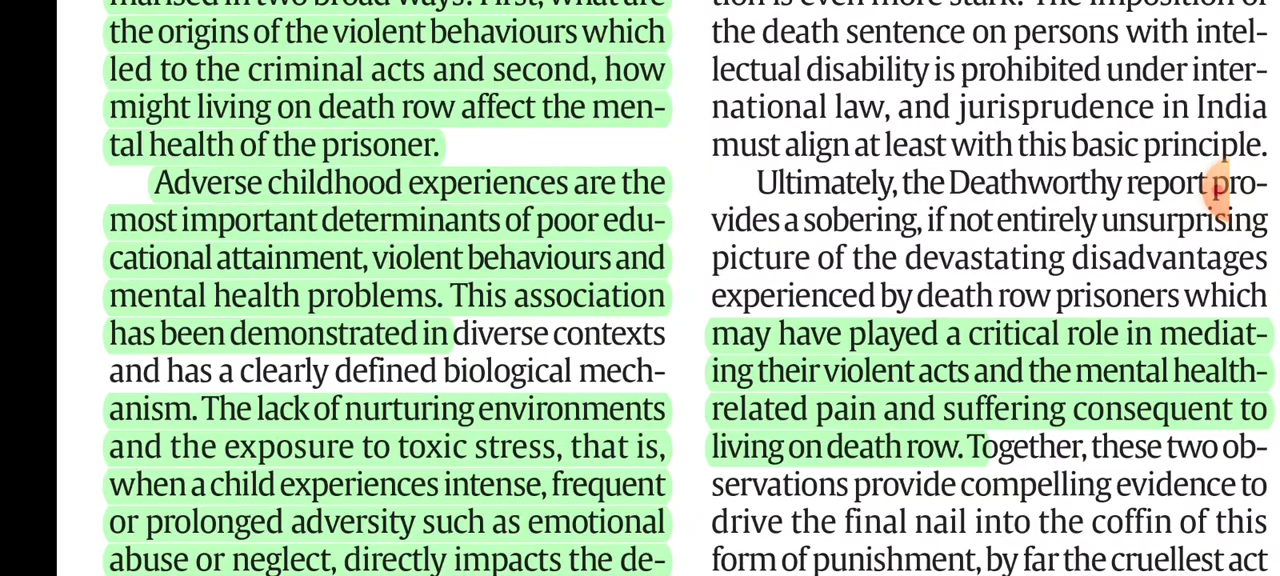 the origins of the violent behaviours which
led to the criminal acts and second, how
might living on death row affect the men-
tal health of the prisoner.
Adverse childhood experiences are the
most important determinants of poor edu-
cational attainment, violent behaviours and
mental health problems. This association
has been demonstrated in diverse contexts
and has a clearly defined biological mech-
anism. The lack of nurturing environments
and the exposure to toxic stress, that is,
when a child experiences intense, frequent
or prolonged adversity such as emotional
abuse or neglect, directly impacts the de-
the death sentence on persons with intel-
lectual disability is prohibited under inter-
national law, and jurisprudence in India
must align at least with this basic principle.
Ultimately, the Deathworthy report pro-
vides a sobering, if not entirely unsurprising
picture of the devastating disadvantages
experienced by death row prisoners which
may have played a critical role in mediat-
ing their violent acts and the mental health-
related pain and suffering consequent to
living on death row. Together, these two ob-
servations provide compelling evidence to
drive the final nail into the coffin of this
form of punishment, by far the cruellest act